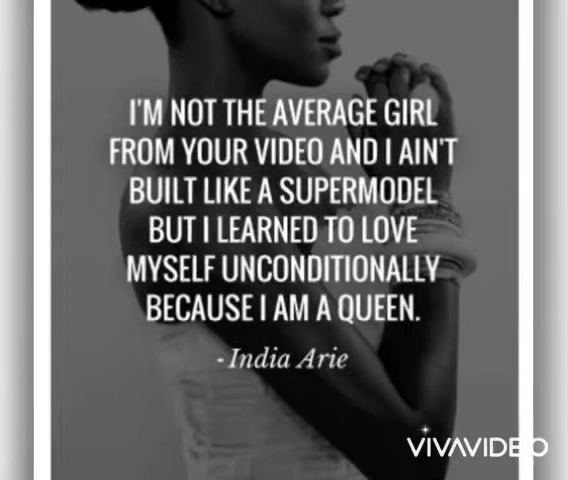 I'M NOT THE AVERAGE GIRL
FROM YOUR VIDEO AND I AIN'T
BUILT LIKE A SUPERMODEL
BUT I LEARNED TO LOVE
MYSELF UNCONDITIONALLY
BECAUSE I AM A QUEEN.
- India Arie
VIVAVIDEO